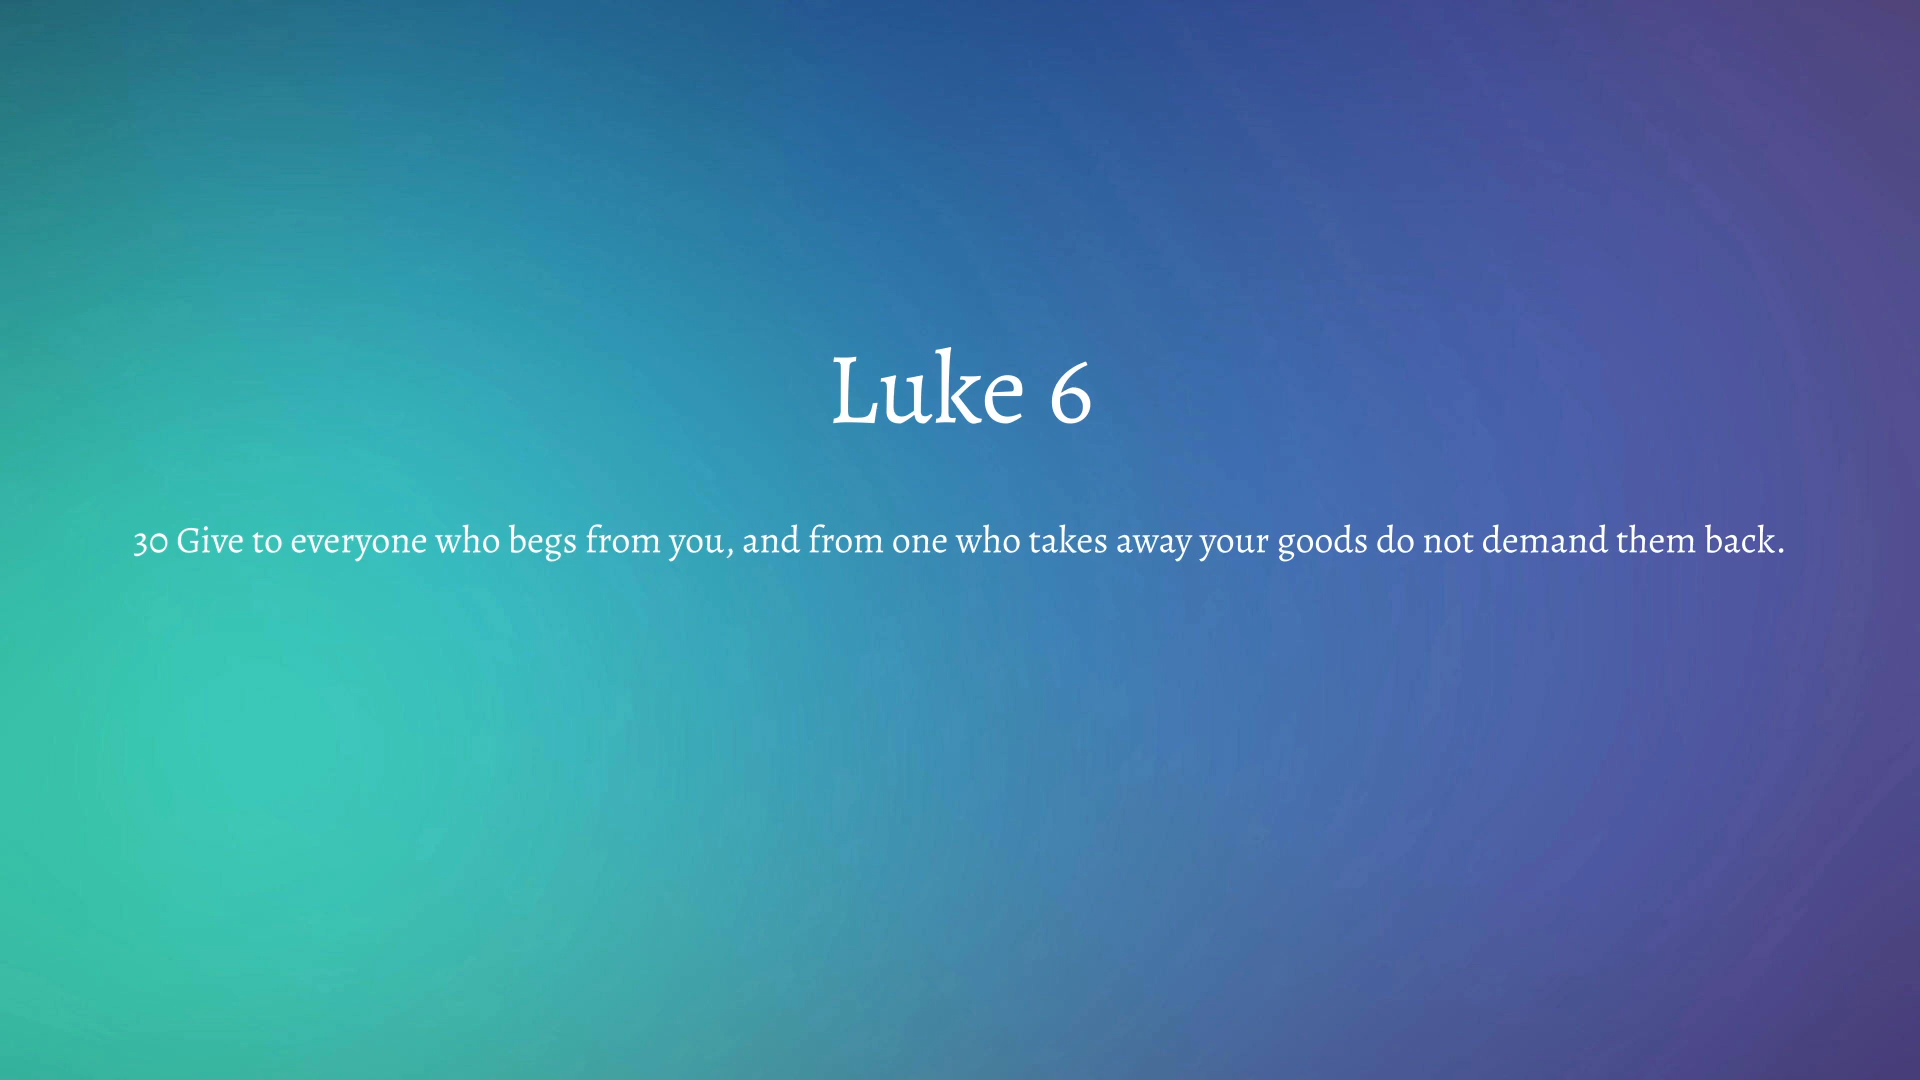 Luke 6
30 Give to everyone who begs from you, and from one who takes away your goods do not demand them back.